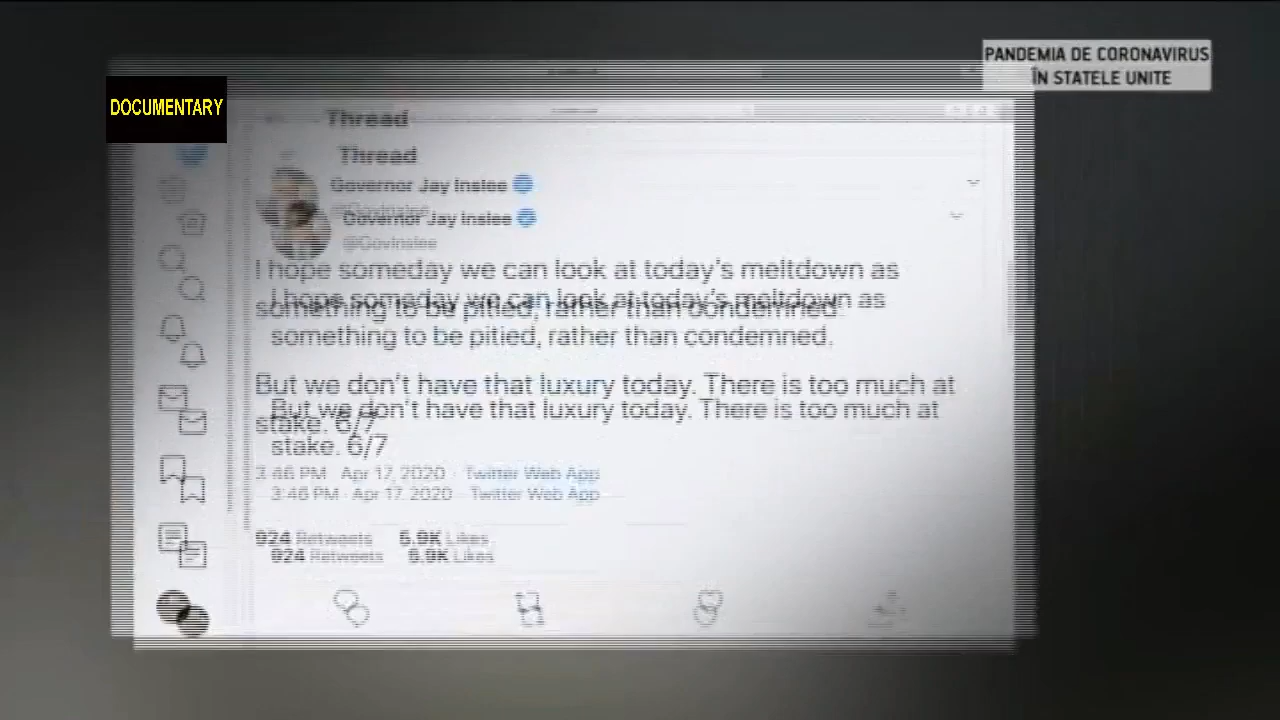 PANDEMIA DE CORONAVIRUS
ÎN STATELE UNITE
DOCUMENTARY
Thread
Thread
Governor Jay Inslee
@GovInslee
Governor Jay Inslee
@GovInslee
I hope someday we can look at today's meltdown as
something to be pitied, rather than condemned.
I hope someday we can look at today's meltdown as
something to be pitied, rather than condemned.
But we don't have that luxury today. There is too much at
stake. 6/7
But we don't have that luxury today. There is too much at
stake. 6/7
3:46 PM · Apr 17, 2020 · Twitter Web App
3:46 PM · Apr 17, 2020 · Twitter Web App
924 Retweets 6.9K Likes
924 Retweets 6.9K Likes